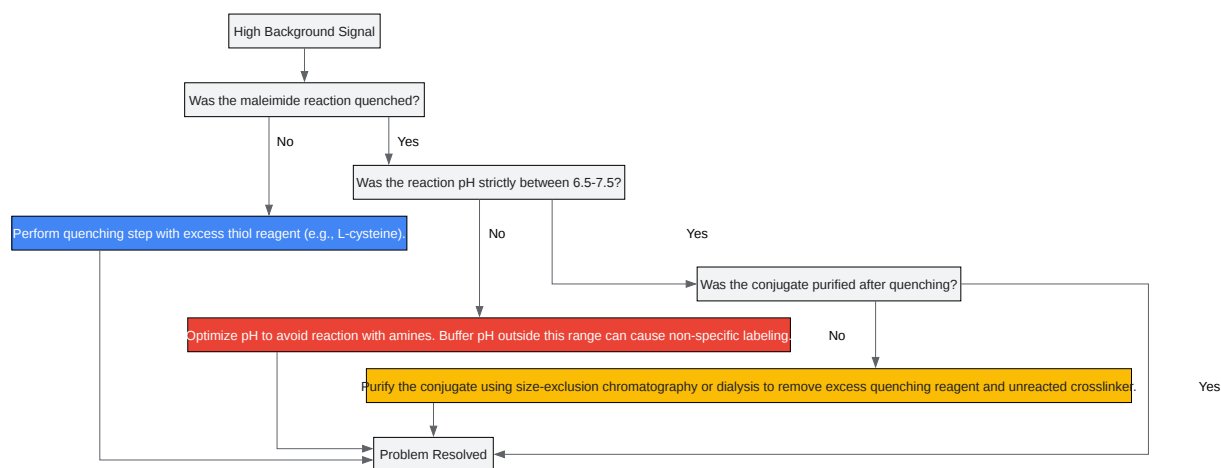 High Background Signal
Was the maleimide reaction quenched?
No
Yes
Was the reaction pH strictly between 6.5-7.5?
Perform quenching step with excess thiol reagent (e.g., L-cysteine).
No
Yes
Was the conjugate purified after quenching?
Optimize pH to avoid reaction with amines. Buffer pH outside this range can cause non-specific labeling.
No
Purify the conjugate using size-exclusion chromatography or dialysis to remove excess quenching reagent and unreacted crosslinker.
Yes
Problem Resolved